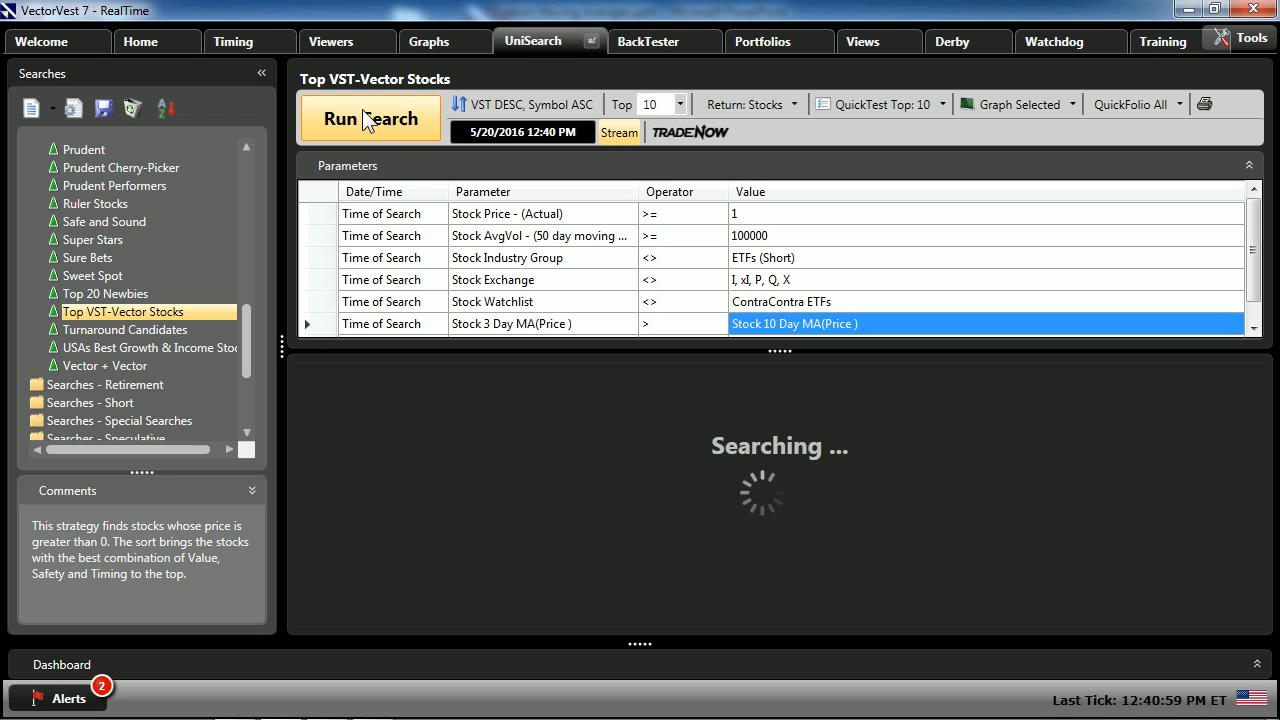 VectorVest 7 - RealTime
Welcome Home Timing Viewers Graphs UniSearch BackTester Portfolios Views Derby Watchdog Training Tools
Searches
Prudent
Prudent Cherry-Picker
Prudent Performers
Ruler Stocks
Safe and Sound
Super Stars
Sure Bets
Sweet Spot
Top 20 Newbies
Top VST-Vector Stocks
Turnaround Candidates
USAs Best Growth & Income Stoc
Vector + Vector
Searches - Retirement
Searches - Short
Searches - Special Searches
Searches - Speculative
Comments
This strategy finds stocks whose price is
greater than 0. The sort brings the stocks
with the best combination of Value,
Safety and Timing to the top.
Top VST-Vector Stocks
Run Search
VST DESC, Symbol ASC Top 10 Return: Stocks QuickTest Top: 10 Graph Selected QuickFolio All
5/20/2016 12:40 PM Stream TRADENOW
Parameters
Date/Time Parameter Operator Value
Time of Search Stock Price - (Actual) >= 1
Time of Search Stock AvgVol - (50 day moving ... >= 100000
Time of Search Stock Industry Group <> ETFs (Short)
Time of Search Stock Exchange <> I, xI, P, Q, X
Time of Search Stock Watchlist <> ContraContra ETFs
Time of Search Stock 3 Day MA(Price ) > Stock 10 Day MA(Price )
Searching ...
Dashboard
Alerts 2
Last Tick: 12:40:59 PM ET